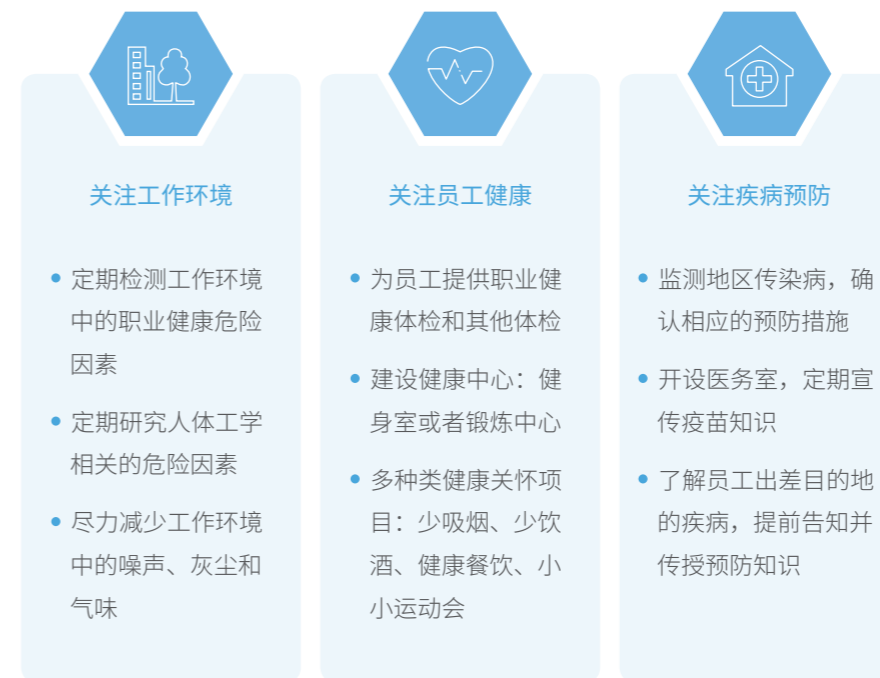 关注工作环境
定期检测工作环境
中的职业健康危险
因素
定期研究人体工学
相关的危险因素
尽力减少工作环境
中的噪声、灰尘和
气味
关注员工健康
为员工提供职业健
康体检和其他体检
建设健康中心：健
身室或者锻炼中心
多种类健康关怀项
目：少吸烟、少饮
酒、健康餐饮、小
小运动会
关注疾病预防
监测地区传染病，确
认相应的预防措施
开设医务室，定期宣
传疫苗知识
了解员工出差目的地
的疾病，提前告知并
传授预防知识